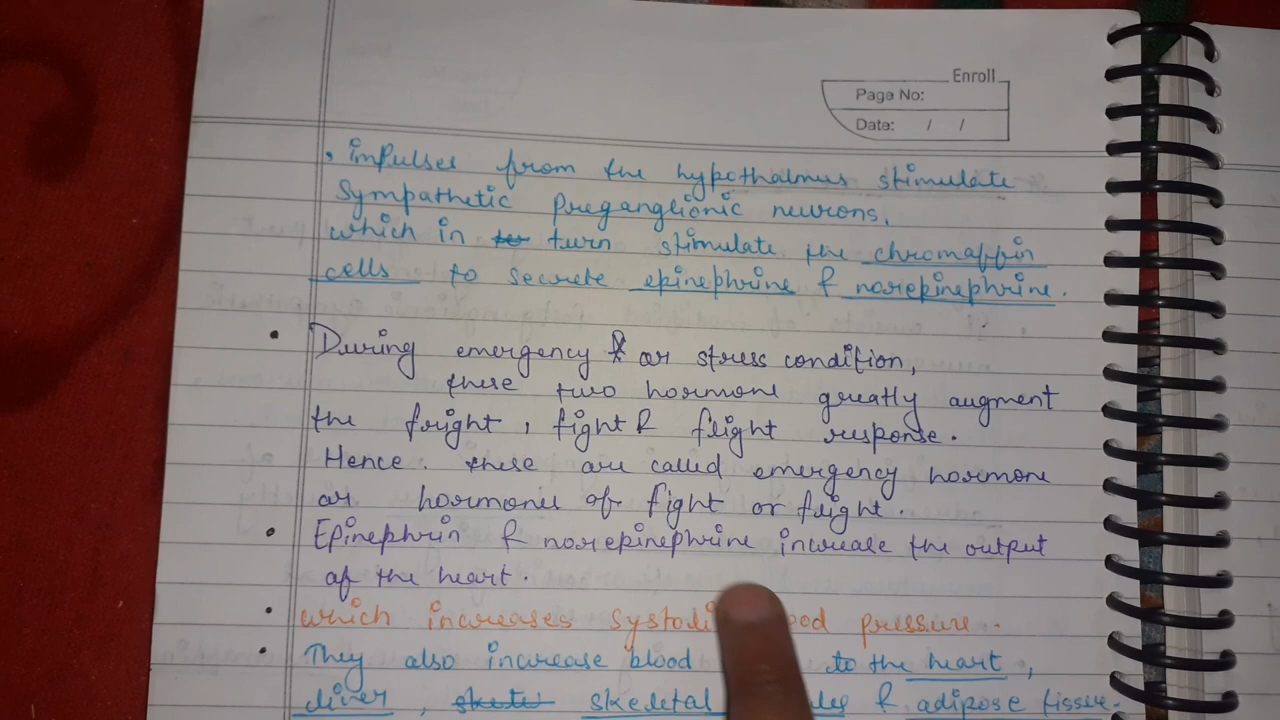 Enroll
Page No:
Date: / /
• impulses from the hypothalmus stimulate
Sympathetic Preganglionic neurons,
which in turn stimulate the chromaffin
cells to secrete epinephrine & norepinephrine.
• During emergency or stress condition,
these two hormone greatly augment
the fright, fight & flight response.
Hence. these are called emergency hormone
or hormones of fight or flight.
• Epinephrin & norepinephrine increase the output
of the heart.
• which increases pressure.
• They also increase blood to the heart,
liver, skeletal & adipose tissue.